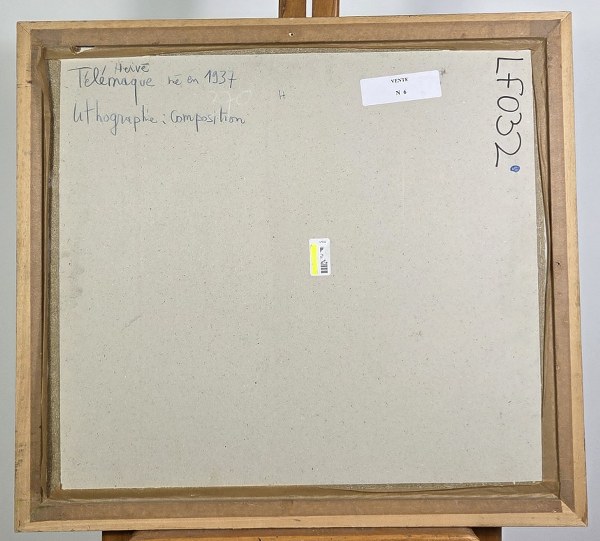 Hervé
Télémaque né en 1937
Lithographie : Composition
VENTE
N 6
LF032